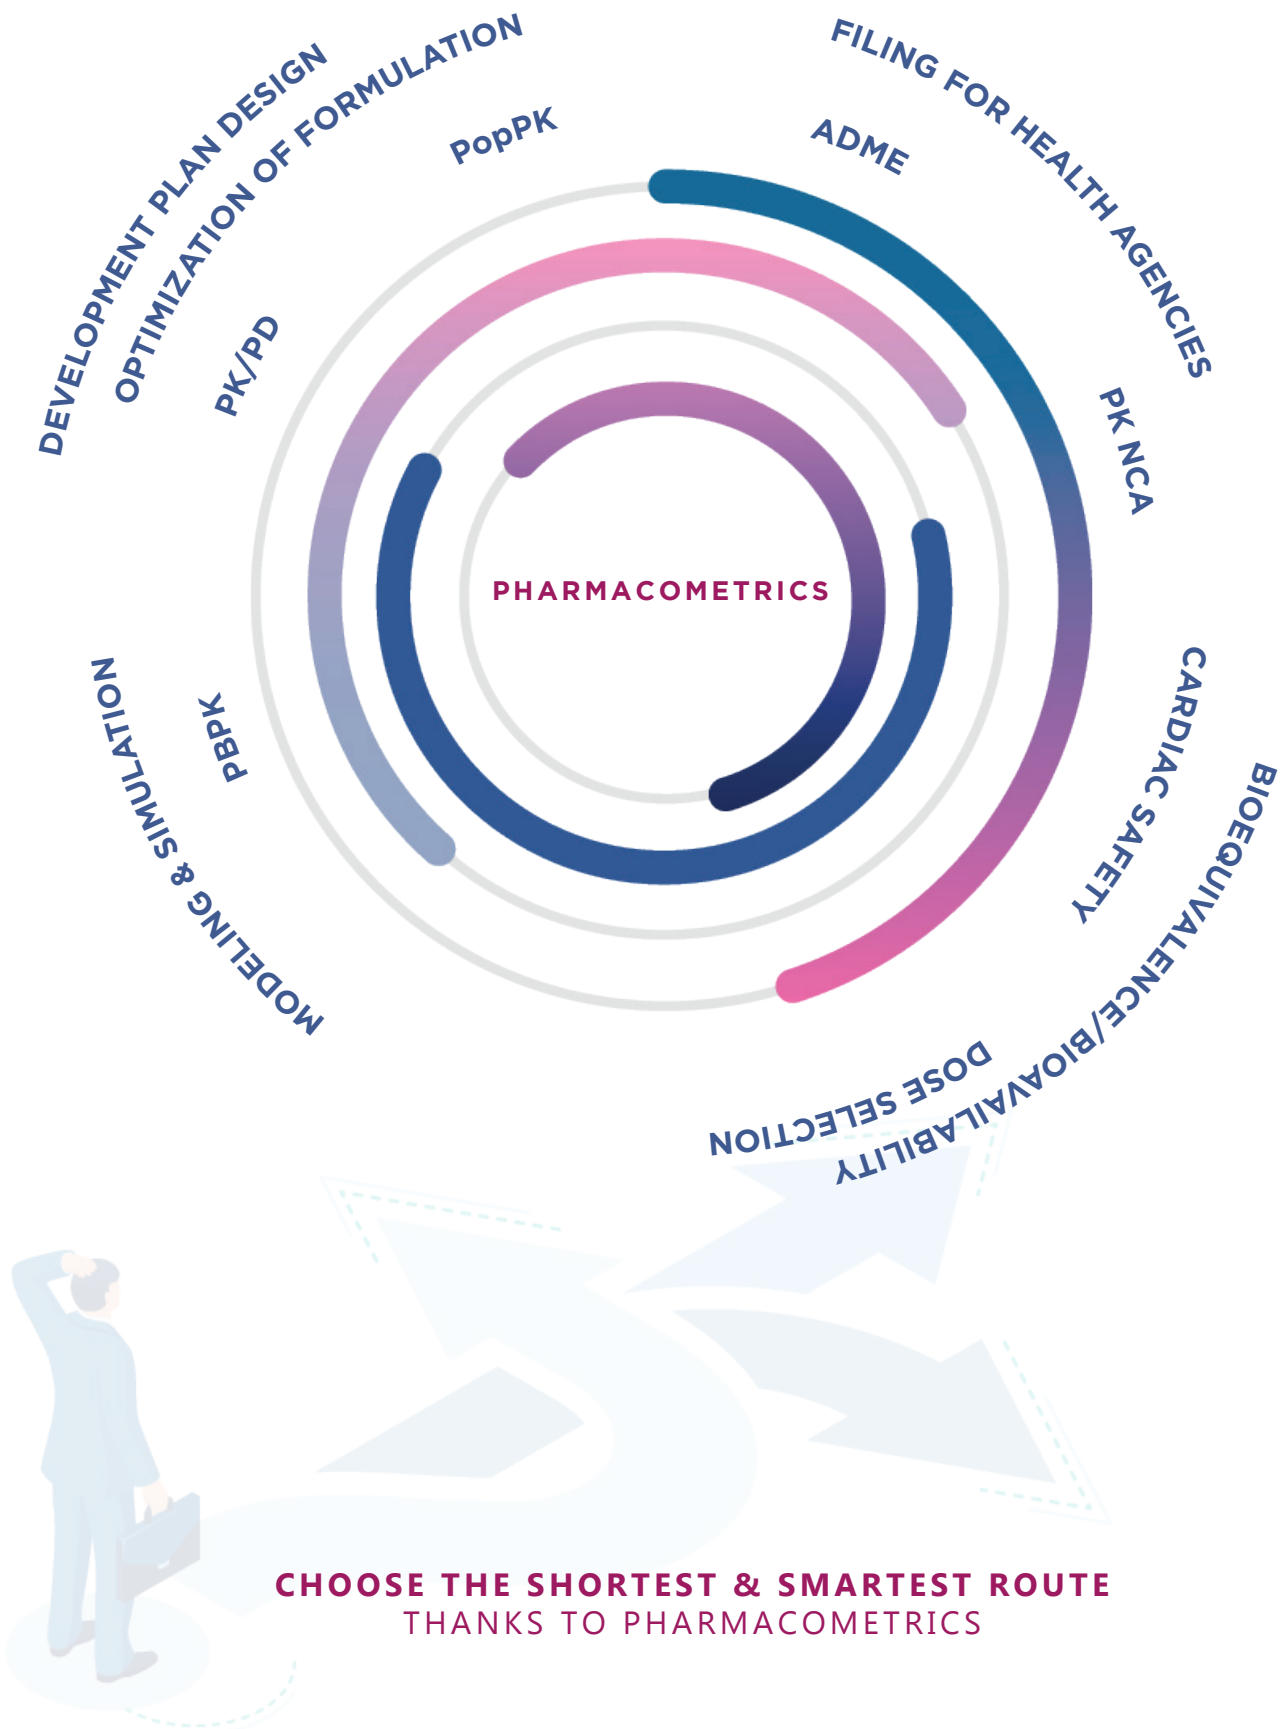 DEVELOPMENT PLAN DESIGN
OPTIMIZATION OF FORMULATION
FILING FOR HEALTH AGENCIES
PopPK
ADME
PK/PD
PK NCA
PHARMACOMETRICS
PBPK
MODELING & SIMULATION
CARDIAC SAFETY
BIOEQUIVALENCE/BIOAVAILABILITY
DOSE SELECTION
CHOOSE THE SHORTEST & SMARTEST ROUTE
THANKS TO PHARMACOMETRICS